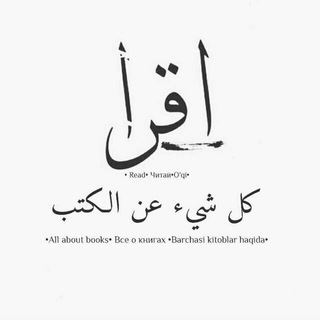 اقرأ
• Read• Читай•O'qi•
كل شيء عن الكتب
•All about books• Все о книгах •Barchasi kitoblar haqida•